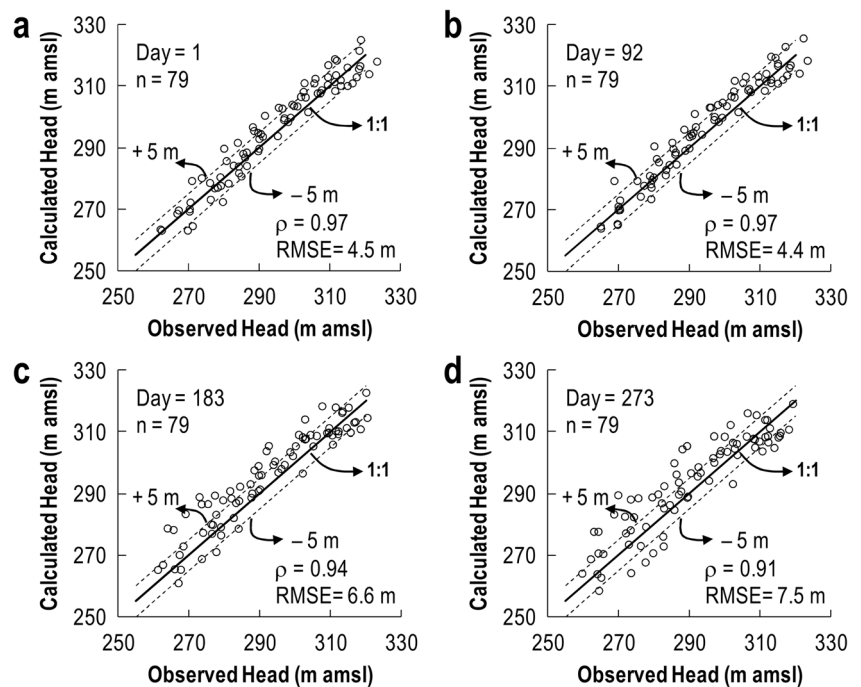 a
Calculated Head (m amsl)
330
310
290
270
250
Day = 1
n = 79
+ 5 m
1:1
– 5 m
ρ = 0.97
RMSE= 4.5 m
250 270 290 310 330
Observed Head (m amsl)
b
Calculated Head (m amsl)
330
310
290
270
250
Day = 92
n = 79
+5 m
1:1
– 5 m
ρ = 0.97
RMSE= 4.4 m
250 270 290 310 330
Observed Head (m amsl)
c
Calculated Head (m amsl)
330
310
290
270
250
Day = 183
n = 79
+ 5 m
1:1
– 5 m
ρ = 0.94
RMSE= 6.6 m
250 270 290 310 330
Observed Head (m amsl)
d
Calculated Head (m amsl)
330
310
290
270
250
Day = 273
n = 79
+5 m
1:1
– 5 m
ρ = 0.91
RMSE= 7.5 m
250 270 290 310 330
Observed Head (m amsl)